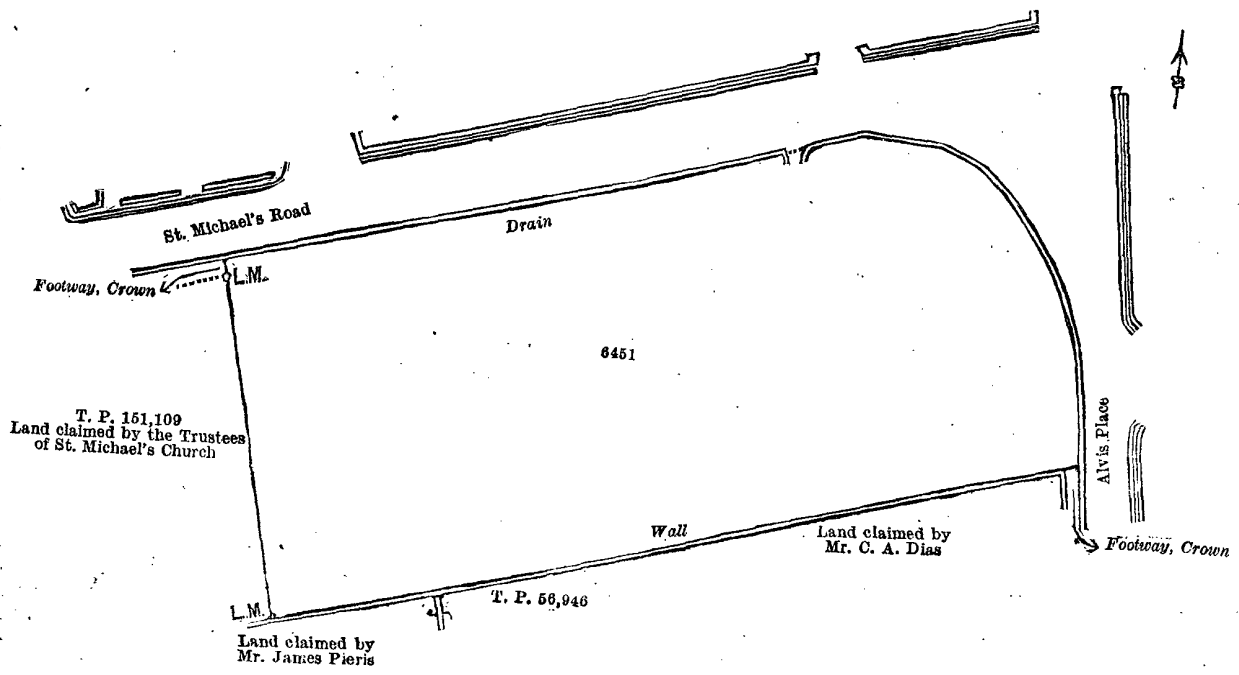 St. Michael's Road
Drain
Footway, Crown
L.M.
6451
T. P. 151,109
Land claimed by the Trustees
of St. Michael's Church
Alvis Place
Wall
Land claimed by
Mr. C. A. Dias
Footway, Crown
T. P. 56,946
L.M.
Land claimed by
Mr. James Pieris